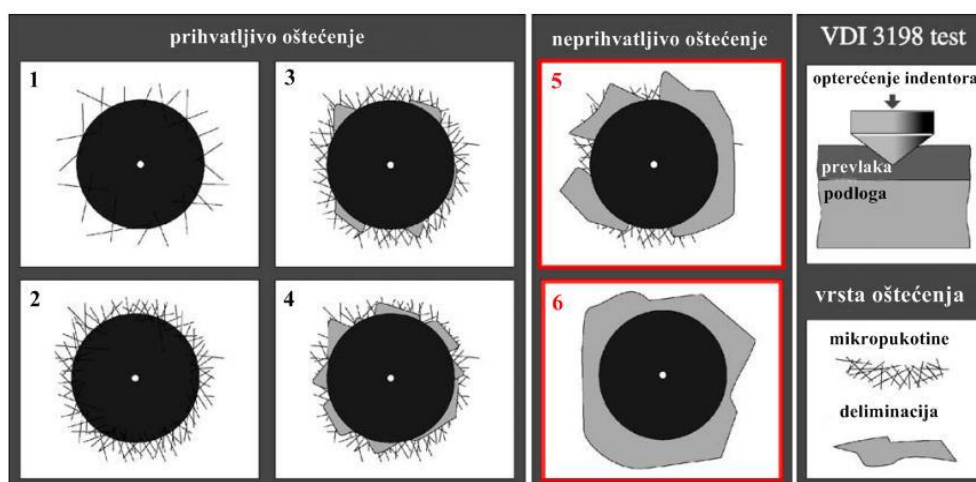 prihvatljivo oštećenje
1
3
2
4
neprihvatljivo oštećenje
5
6
VDI 3198 test
opterećenje indentora
prevlaka
podloga
vrsta oštećenja
mikropukotine
deliminacija